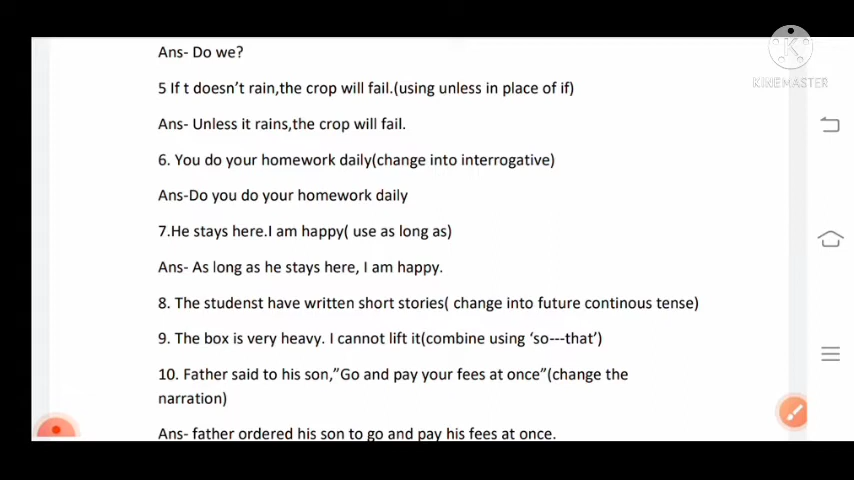 Ans- Do we?
KINEMASTER
5 If t doesn't rain,the crop will fail.(using unless in place of if)
Ans- Unless it rains,the crop will fail.
6. You do your homework daily(change into interrogative)
Ans-Do you do your homework daily
7.He stays here.I am happy( use as long as)
Ans- As long as he stays here, I am happy.
8. The studenst have written short stories( change into future continous tense)
9. The box is very heavy. I cannot lift it(combine using 'so---that')
10. Father said to his son,"Go and pay your fees at once"(change the
narration)
Ans- father ordered his son to go and pay his fees at once.